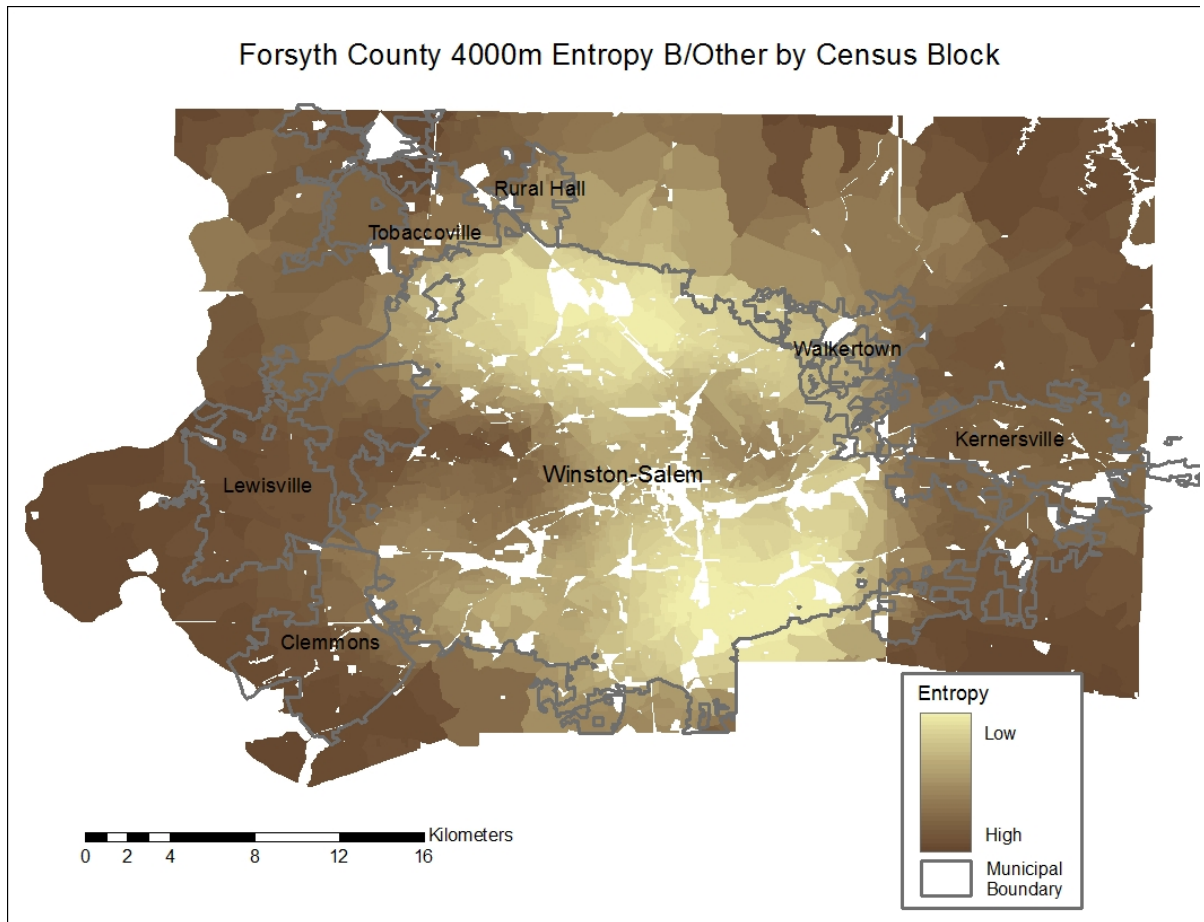 Forsyth County 4000m Entropy B/Other by Census Block
Rural Hall
Tobaccoville
Walkertown
Kernersville
Winston-Salem
Lewisville
Clemmons
Entropy
Low
High
Municipal
Boundary
Kilometers
0 2 4 8 12 16